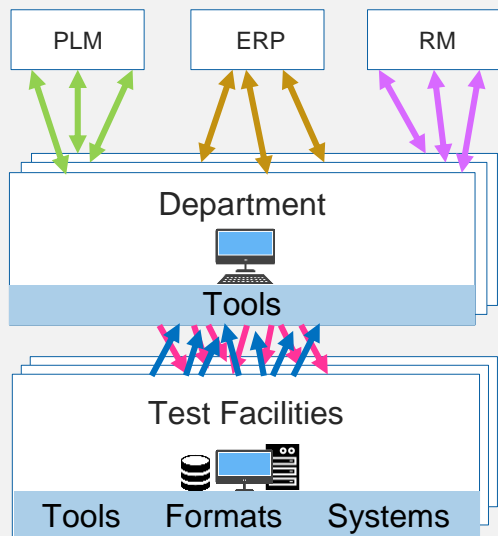 PLM ERP RM
Department
Tools
Test Facilities
Tools Formats Systems